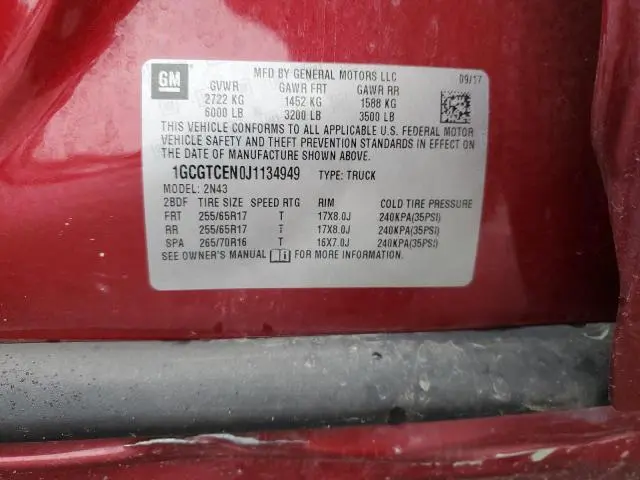 GM
MFD BY GENERAL MOTORS LLC 09/17
GVWR GAWR FRT GAWR RR
2722 KG 1452 KG 1588 KG
6000 LB 3200 LB 3500 LB
THIS VEHICLE CONFORMS TO ALL APPLICABLE U.S. FEDERAL MOTOR
VEHICLE SAFETY AND THEFT PREVENTION STANDARDS IN EFFECT ON
THE DATE OF MANUFACTURE SHOWN ABOVE.
1GCGTCEN0J1134949 TYPE: TRUCK
MODEL: 2N43
2BDF TIRE SIZE SPEED RTG RIM COLD TIRE PRESSURE
FRT 255/65R17 T 17X8.0J 240KPA(35PSI)
RR 255/65R17 T 17X8.0J 240KPA(35PSI)
SPA 265/70R16 T 16X7.0J 240KPA(35PSI)
SEE OWNER'S MANUAL FOR MORE INFORMATION.